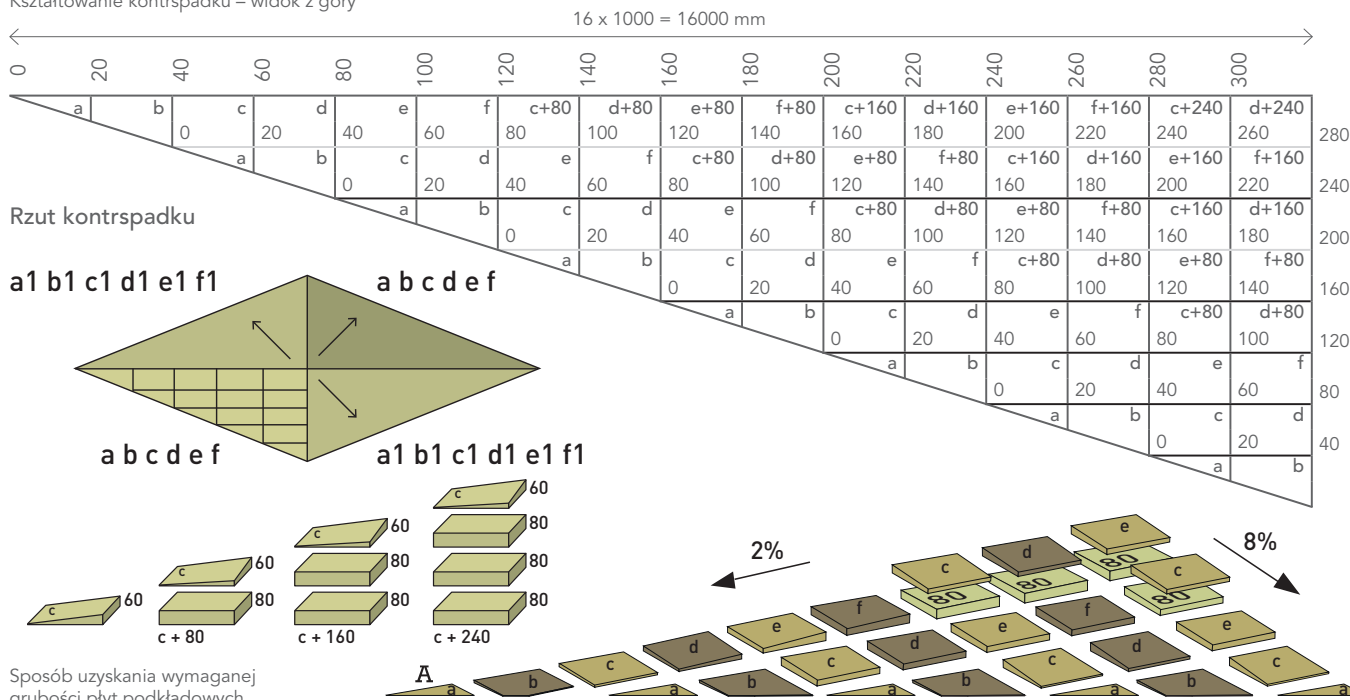 Kształtowanie kontrspadku – widok z góry
16 x 1000 = 16000 mm
0 20 40 60 80 100 120 140 160 180 200 220 240 260 280 300
a b c d e f c+80 d+80 e+80 f+80 c+160 d+160 e+160 f+160 c+240 d+240
0 20 40 60 80 100 120 140 160 180 200 220 240 260 280
a b c d e f c+80 d+80 e+80 f+80 c+160 d+160 e+160 f+160
0 20 40 60 80 100 120 140 160 180 200 220 240
a b c d e f c+80 d+80 e+80 f+80 c+160 d+160
0 20 40 60 80 100 120 140 160 180 200
a b c d e f c+80 d+80 e+80 f+80
0 20 40 60 80 100 120 140 160
a b c d e f c+80 d+80
0 20 40 60 80 100 120
a b c d e f
0 20 40 60 80
a b c d
0 20 40
a b
Rzut kontrspadku
a1 b1 c1 d1 e1 f1
a b c d e f
a b c d e f
a1 b1 c1 d1 e1 f1
c 60
c 60 80
c + 80
c 60 80 80
c + 160
c 60 80 80 80
c + 240
Sposób uzyskania wymaganej
grubości płyt podkładowych
2%
8%
e
d 80
c c
80 80 80
f
e e f e
d d d
c c c c
A
a b a b a b a